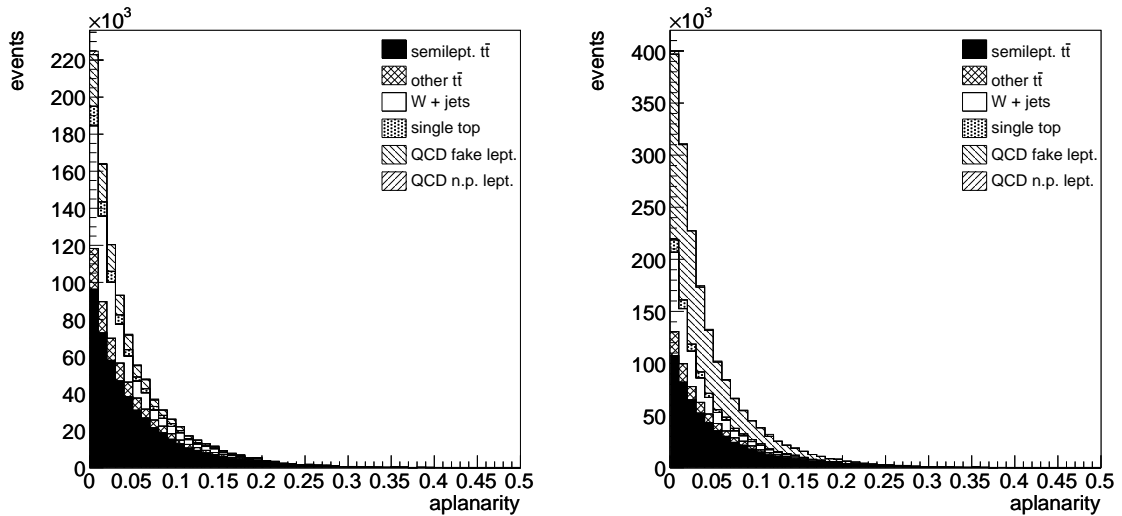 ×10³
events
220
200
180
160
140
120
100
80
60
40
20
0
0 0.05 0.1 0.15 0.2 0.25 0.3 0.35 0.4 0.45 0.5
aplanarity
semilept. tt̄
other tt̄
W + jets
single top
QCD fake lept.
QCD n.p. lept.
×10³
events
400
350
300
250
200
150
100
50
0
0 0.05 0.1 0.15 0.2 0.25 0.3 0.35 0.4 0.45 0.5
aplanarity
semilept. tt̄
other tt̄
W + jets
single top
QCD fake lept.
QCD n.p. lept.